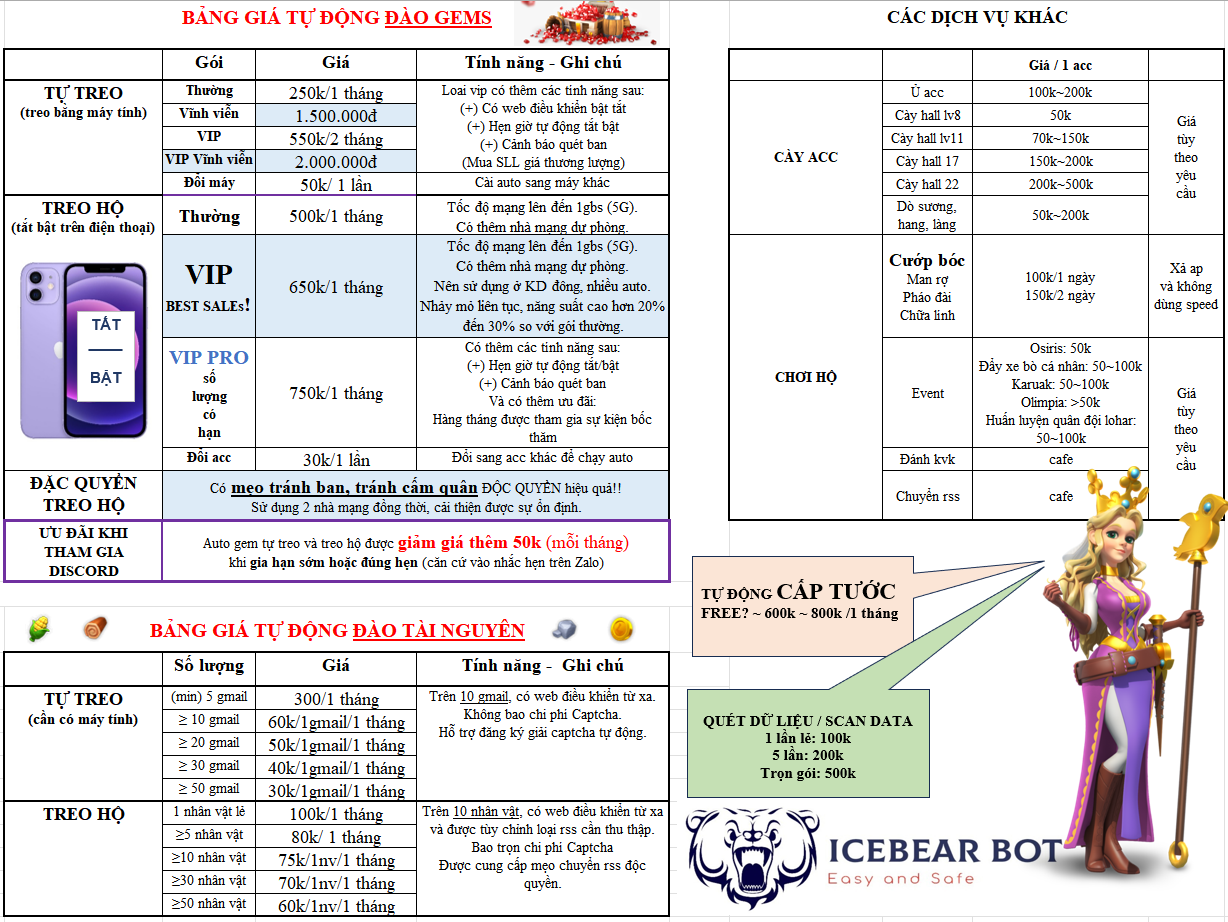 BẢNG GIÁ TỰ ĐỘNG ĐÀO GEMS
Gói Giá Tính năng - Ghi chú
TỰ TREO
(treo bằng máy tính)
Thường 250k/1 tháng
Vĩnh viễn 1.500.000đ
VIP 550k/2 tháng
VIP Vĩnh viễn 2.000.000đ
Loại vip có thêm các tính năng sau:
(+) Có web điều khiển bật tắt
(+) Hẹn giờ tự động tắt bật
(+) Cảnh báo quét ban
(Mua SLL giá thương lượng)
Đổi máy 50k/ 1 lần Cài auto sang máy khác
TREO HỘ
(tắt bật trên điện thoại)
TẮT
BẬT
Thường 500k/1 tháng
Tốc độ mạng lên đến 1gbs (5G).
Có thêm nhà mạng dự phòng.
VIP
BEST SALEs!
650k/1 tháng
Tốc độ mạng lên đến 1gbs (5G).
Có thêm nhà mạng dự phòng.
Nên sử dụng ở KD đông, nhiều auto.
Nhảy mỏ liên tục, năng suất cao hơn 20%
đến 30% so với gói thường.
VIP PRO
số
lượng
có
hạn
750k/1 tháng
Có thêm các tính năng sau:
(+) Hẹn giờ tự động tắt/bật
(+) Cảnh báo quét ban
Và có thêm ưu đãi:
Hàng tháng được tham gia sự kiện bốc
thăm
Đổi acc 30k/1 lần Đổi sang acc khác để chạy auto
ĐẶC QUYỀN
TREO HỘ
Có mẹo tránh ban, tránh cấm quân ĐỘC QUYỀN hiệu quả!!
Sử dụng 2 nhà mạng đồng thời, cải thiện được sự ổn định.
ƯU ĐÃI KHI
THAM GIA
DISCORD
Auto gem tự treo và treo hộ được giảm giá thêm 50k (mỗi tháng)
khi gia hạn sớm hoặc đúng hẹn (căn cứ vào nhắc hẹn trên Zalo)
BẢNG GIÁ TỰ ĐỘNG ĐÀO TÀI NGUYÊN
Số lượng Giá Tính năng - Ghi chú
TỰ TREO
(cần có máy tính)
(min) 5 gmail 300/1 tháng
≥ 10 gmail 60k/1gmail/1 tháng
≥ 20 gmail 50k/1gmail/1 tháng
≥ 30 gmail 40k/1gmail/1 tháng
≥ 50 gmail 30k/1gmail/1 tháng
Trên 10 gmail, có web điều khiển từ xa.
Không bao chi phí Captcha.
Hỗ trợ đăng ký giải captcha tự động.
TREO HỘ
1 nhân vật lẻ 100k/1 tháng
≥5 nhân vật 80k/ 1 tháng
≥10 nhân vật 75k/1nv/1 tháng
≥30 nhân vật 70k/1nv/1 tháng
≥50 nhân vật 60k/1nv/1 tháng
Trên 10 nhân vật, có web điều khiển từ xa
và được tùy chỉnh loại rss cần thu thập.
Bao trọn chi phí Captcha
Được cung cấp mẹo chuyển rss độc
quyền.
CÁC DỊCH VỤ KHÁC
Giá / 1 acc
CÀY ACC
Ủ acc 100k~200k
Cày hall lv8 50k
Cày hall lv11 70k~150k
Cày hall 17 150k~200k
Cày hall 22 200k~500k
Dò sương,
hang, làng
50k~200k
Giá
tùy
theo
yêu
cầu
CHƠI HỘ
Cướp bóc
Man rợ
Pháo đài
Chữa lính
100k/1 ngày
150k/2 ngày
Xả ap
và không
dùng speed
Event
Osiris: 50k
Đẩy xe bò cá nhân: 50~100k
Karuak: 50~100k
Olimpia: >50k
Huấn luyện quân đội lohar:
50~100k
Đánh kvk cafe
Chuyển rss cafe
Giá
tùy
theo
yêu
cầu
TỰ ĐỘNG CẤP TƯỚC
FREE? ~ 600k ~ 800k /1 tháng
QUÉT DỮ LIỆU / SCAN DATA
1 lần lẻ: 100k
5 lần: 200k
Trọn gói: 500k
ICEBEAR BOT
Easy and Safe